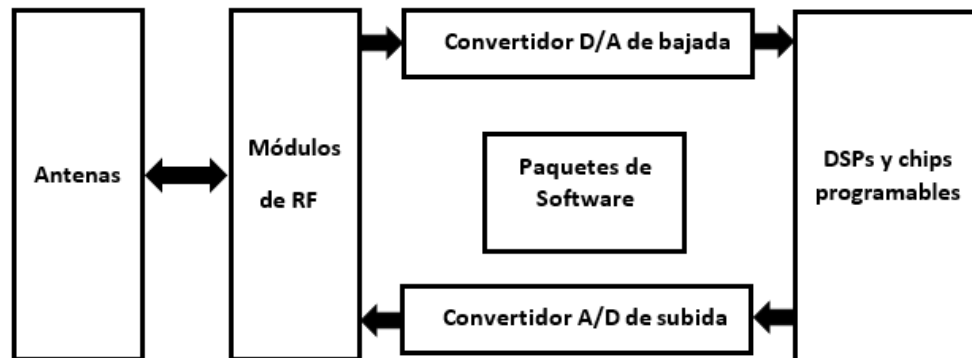 Antenas
Módulos
de RF
Convertidor D/A de bajada
Paquetes de
Software
Convertidor A/D de subida
DSPs y chips
programables